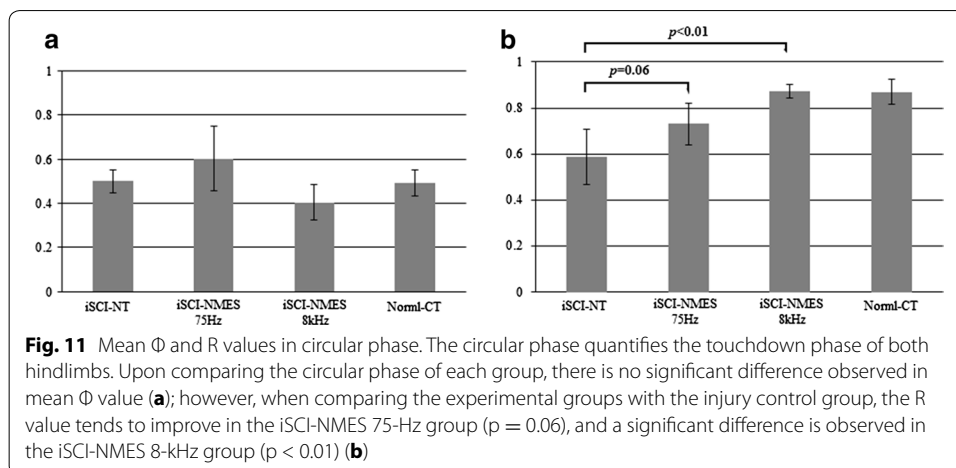 a
b
p<0.01
p=0.06
1
0.8
0.6
0.4
0.2
0
iSCI-NT
iSCI-NMES
75Hz
iSCI-NMES
8kHz
Norml-CT
1
0.8
0.6
0.4
0.2
0
iSCI-NT
iSCI-NMES
75Hz
iSCI-NMES
8kHz
Norml-CT
Fig. 11 Mean Φ and R values in circular phase. The circular phase quantifies the touchdown phase of both
hindlimbs. Upon comparing the circular phase of each group, there is no significant difference observed in
mean Φ value (a); however, when comparing the experimental groups with the injury control group, the R
value tends to improve in the iSCI-NMES 75-Hz group (p = 0.06), and a significant difference is observed in
the iSCI-NMES 8-kHz group (p < 0.01) (b)